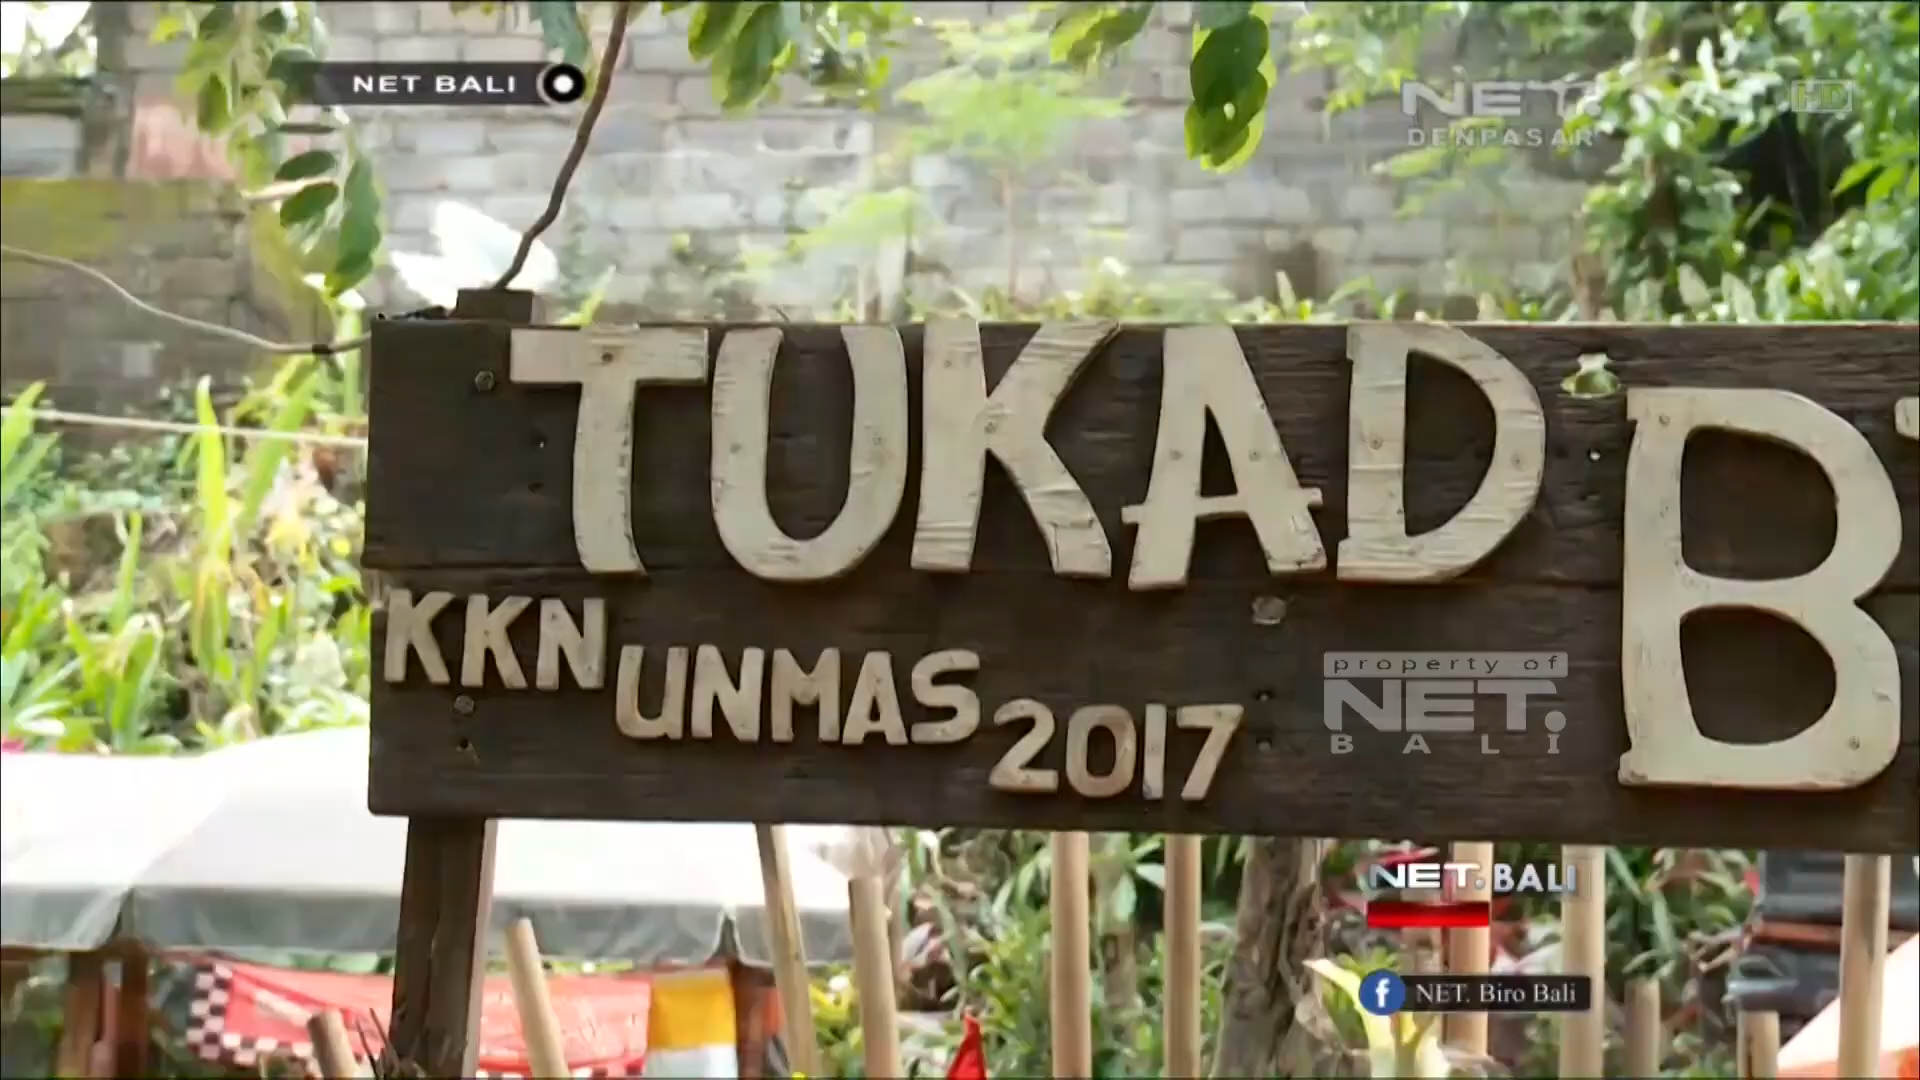 NET BALI
NET.
DENPASAR
HD
TUKAD B
KKN UNMAS 2017
property of
NET.
BALI
NET. BALI
NET. Biro Bali